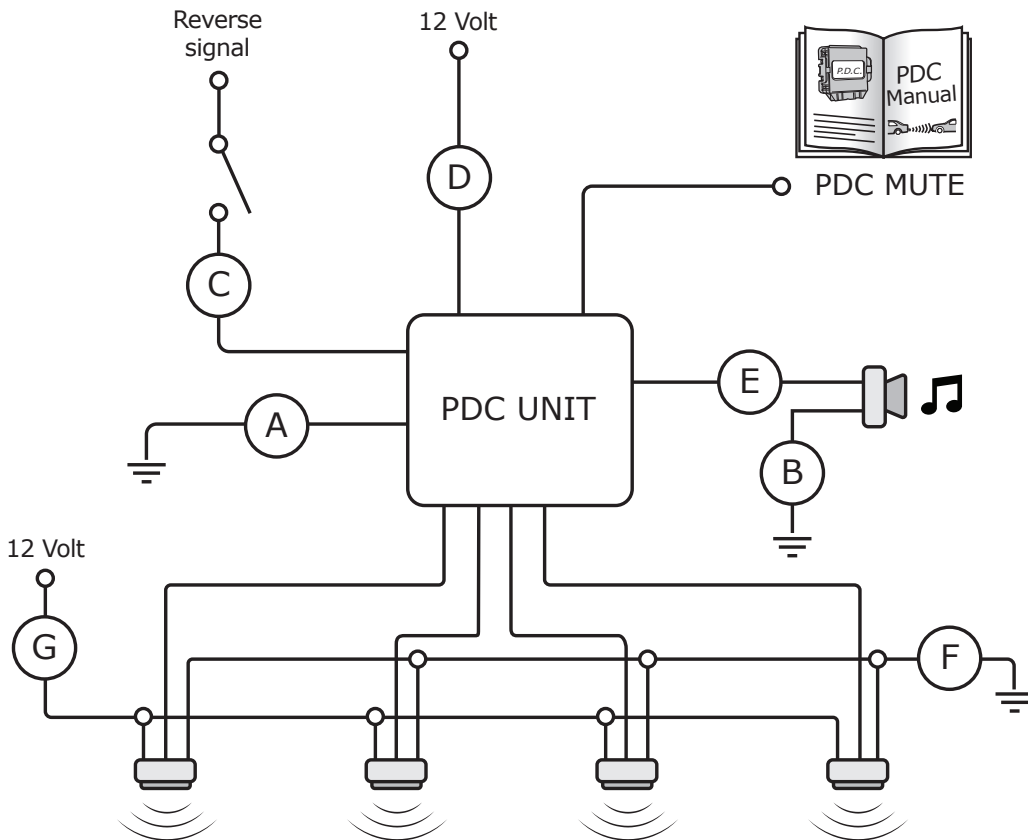 Reverse
signal
12 Volt
P.D.C.
PDC
Manual
PDC MUTE
D
C
E
PDC UNIT
A
B
12 Volt
G
F